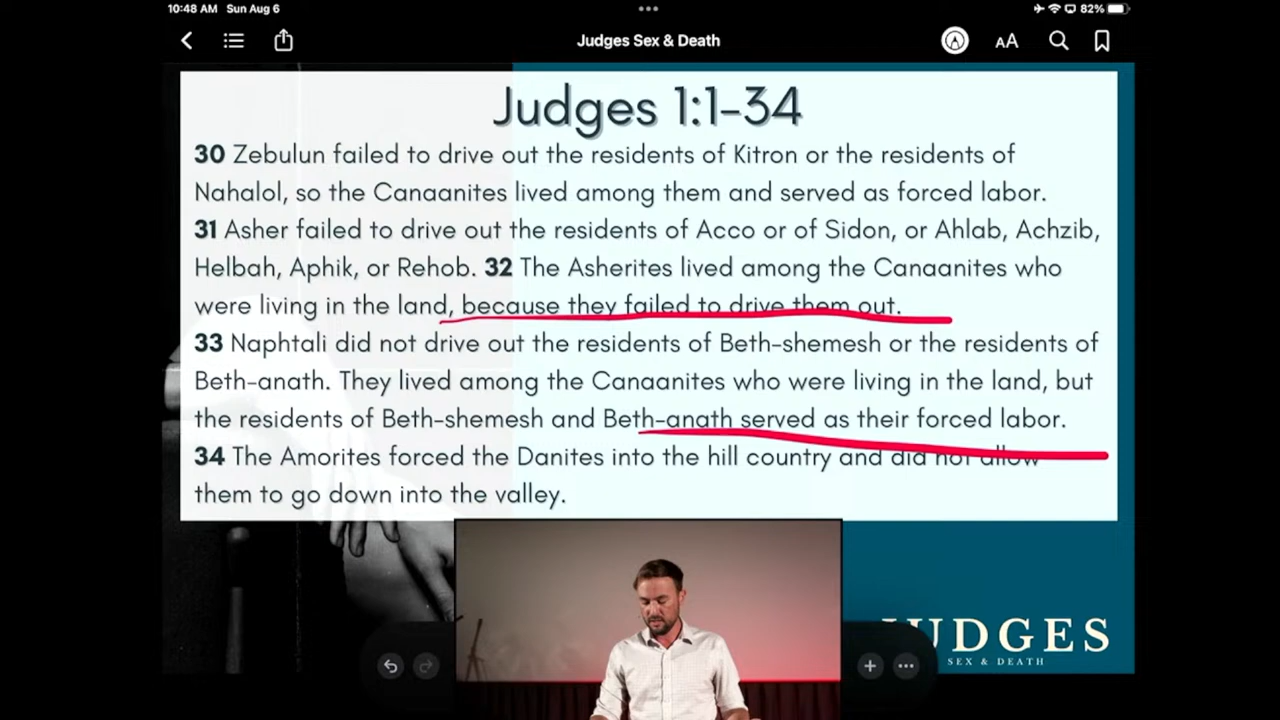 10:48 AM Sun Aug 6
82%
Judges Sex & Death
AA
Judges 1:1-34
30 Zebulun failed to drive out the residents of Kitron or the residents of
Nahalol, so the Canaanites lived among them and served as forced labor.
31 Asher failed to drive out the residents of Acco or of Sidon, or Ahlab, Achzib,
Helbah, Aphik, or Rehob. 32 The Asherites lived among the Canaanites who
were living in the land, because they failed to drive them out.
33 Naphtali did not drive out the residents of Beth-shemesh or the residents of
Beth-anath. They lived among the Canaanites who were living in the land, but
the residents of Beth-shemesh and Beth-anath served as their forced labor.
34 The Amorites forced the Danites into the hill country and did not allow
them to go down into the valley.
JUDGES
SEX & DEATH